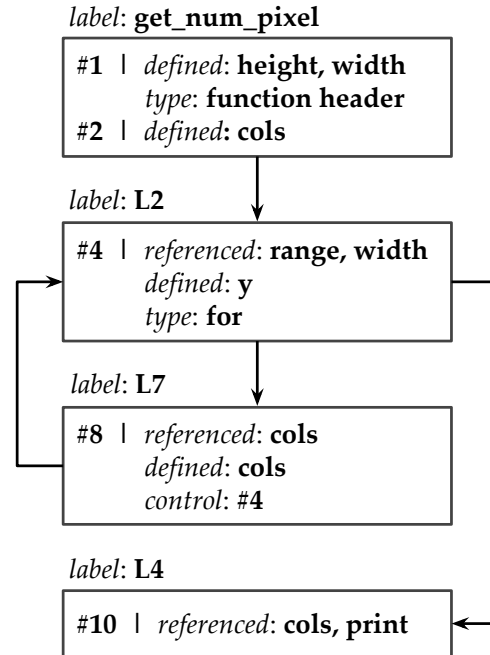 label: get_num_pixel
#1 | defined: height, width
type: function header
#2 | defined: cols
label: L2
#4 | referenced: range, width
defined: y
type: for
label: L7
#8 | referenced: cols
defined: cols
control: #4
label: L4
#10 | referenced: cols, print